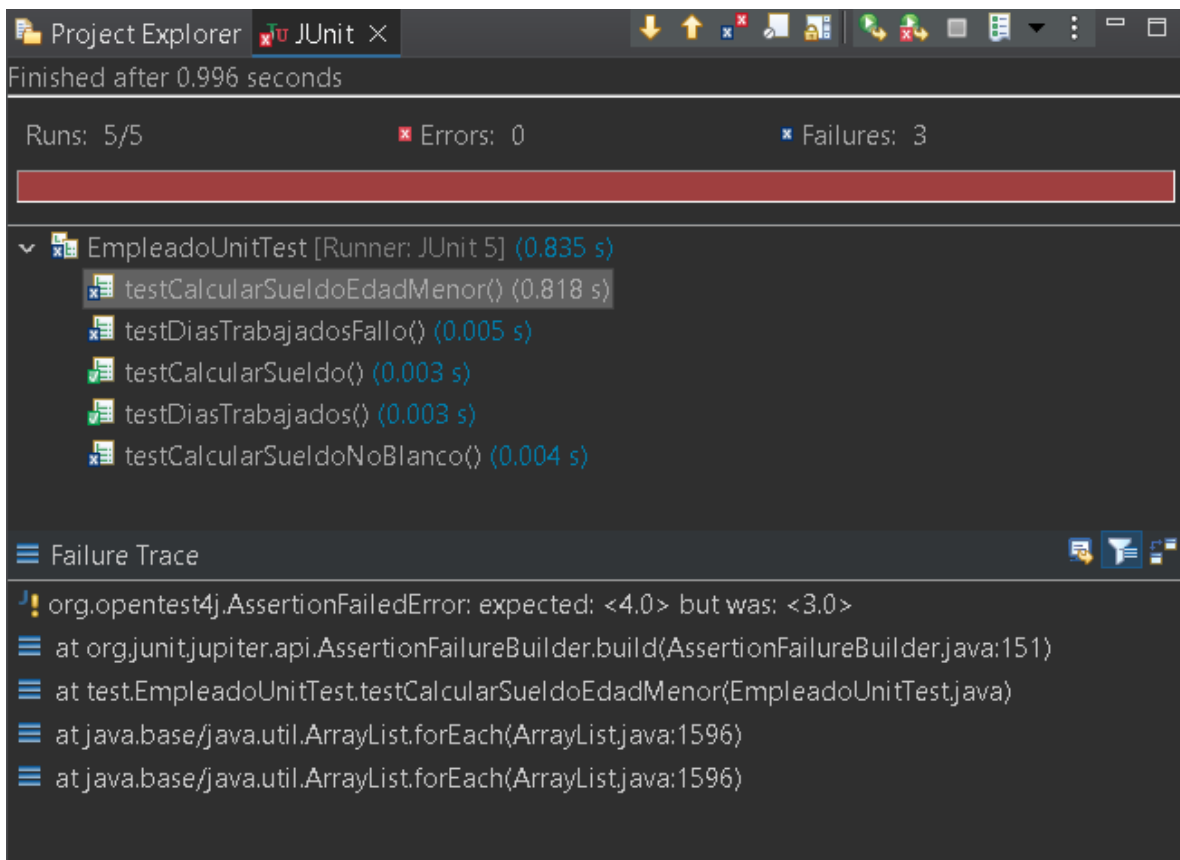 Project Explorer JUnit
Finished after 0.996 seconds
Runs: 5/5 Errors: 0 Failures: 3
EmpleadoUnitTest [Runner: JUnit 5] (0.835 s)
testCalcularSueldoEdadMenor() (0.818 s)
testDiasTrabajadosFallo() (0.005 s)
testCalcularSueldo() (0.003 s)
testDiasTrabajados() (0.003 s)
testCalcularSueldoNoBlanco() (0.004 s)
Failure Trace
org.opentest4j.AssertionFailedError: expected: <4.0> but was: <3.0>
at org.junit.jupiter.api.AssertionFailureBuilder.build(AssertionFailureBuilder.java:151)
at test.EmpleadoUnitTest.testCalcularSueldoEdadMenor(EmpleadoUnitTest.java)
at java.base/java.util.ArrayList.forEach(ArrayList.java:1596)
at java.base/java.util.ArrayList.forEach(ArrayList.java:1596)